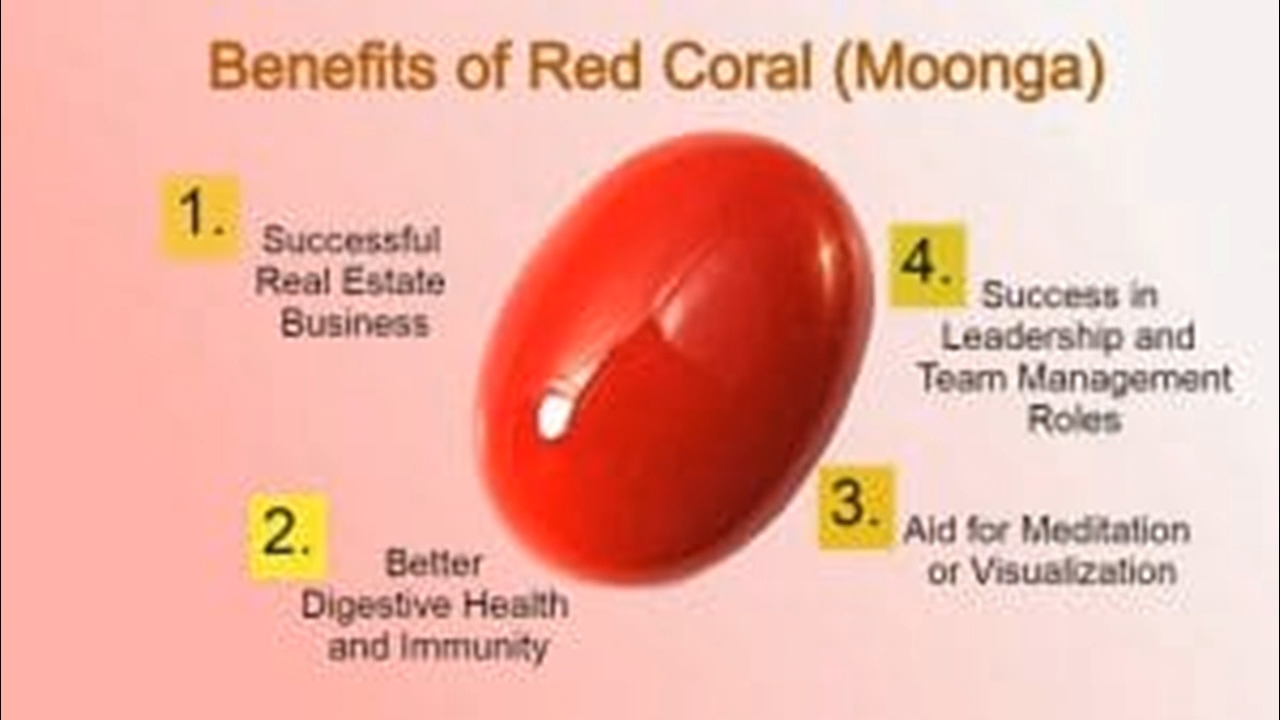 Benefits of Red Coral (Moonga)
1.
Successful
Real Estate
Business
2.
Better
Digestive Health
and Immunity
3.
Aid for Meditation
or Visualization
4.
Success in
Leadership and
Team Management
Roles